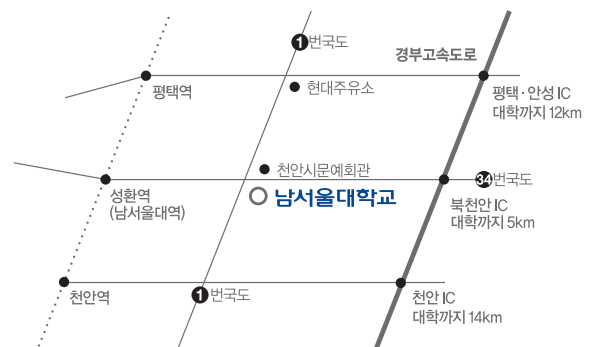 1번국도
경부고속도로
평택역
현대주유소
평택·안성 IC
대학까지 12km
천안시문예회관
34번국도
성환역
(남서울대역)
남서울대학교
북천안 IC
대학까지 5km
천안역
1번국도
천안 IC
대학까지 14km